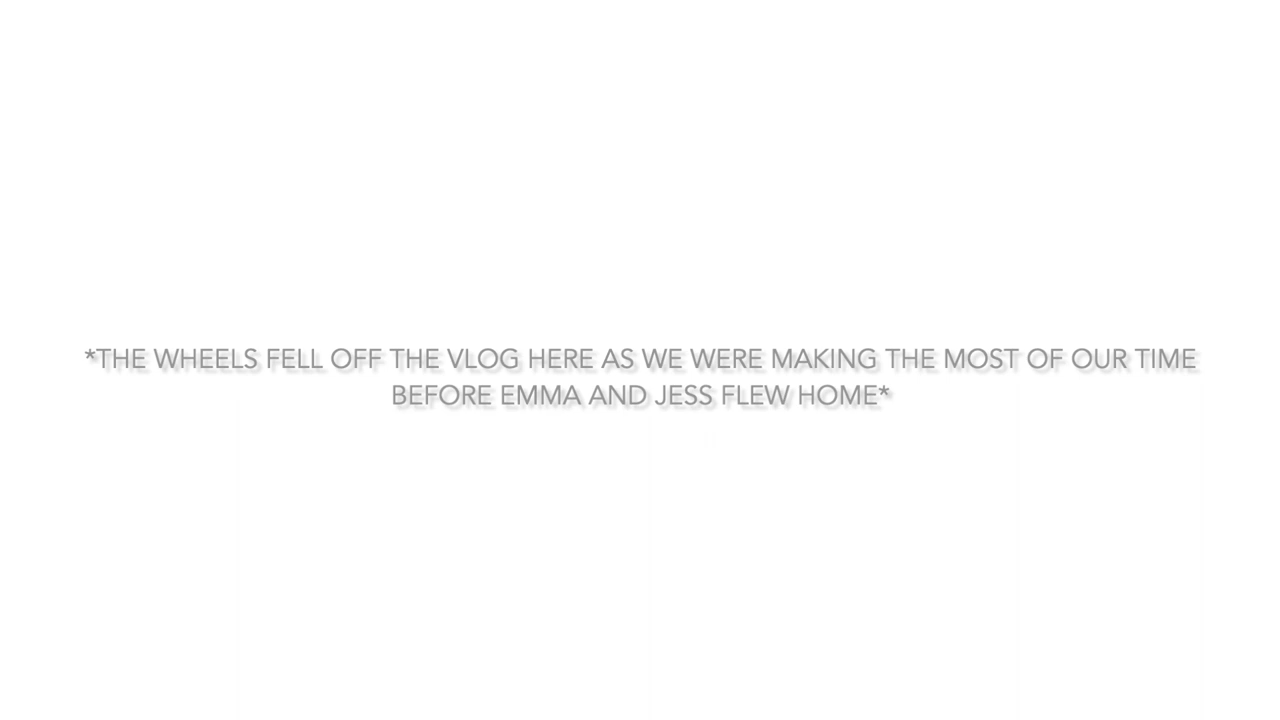 *THE WHEELS FELL OFF THE VLOG HERE AS WE WERE MAKING THE MOST OF OUR TIME
BEFORE EMMA AND JESS FLEW HOME*